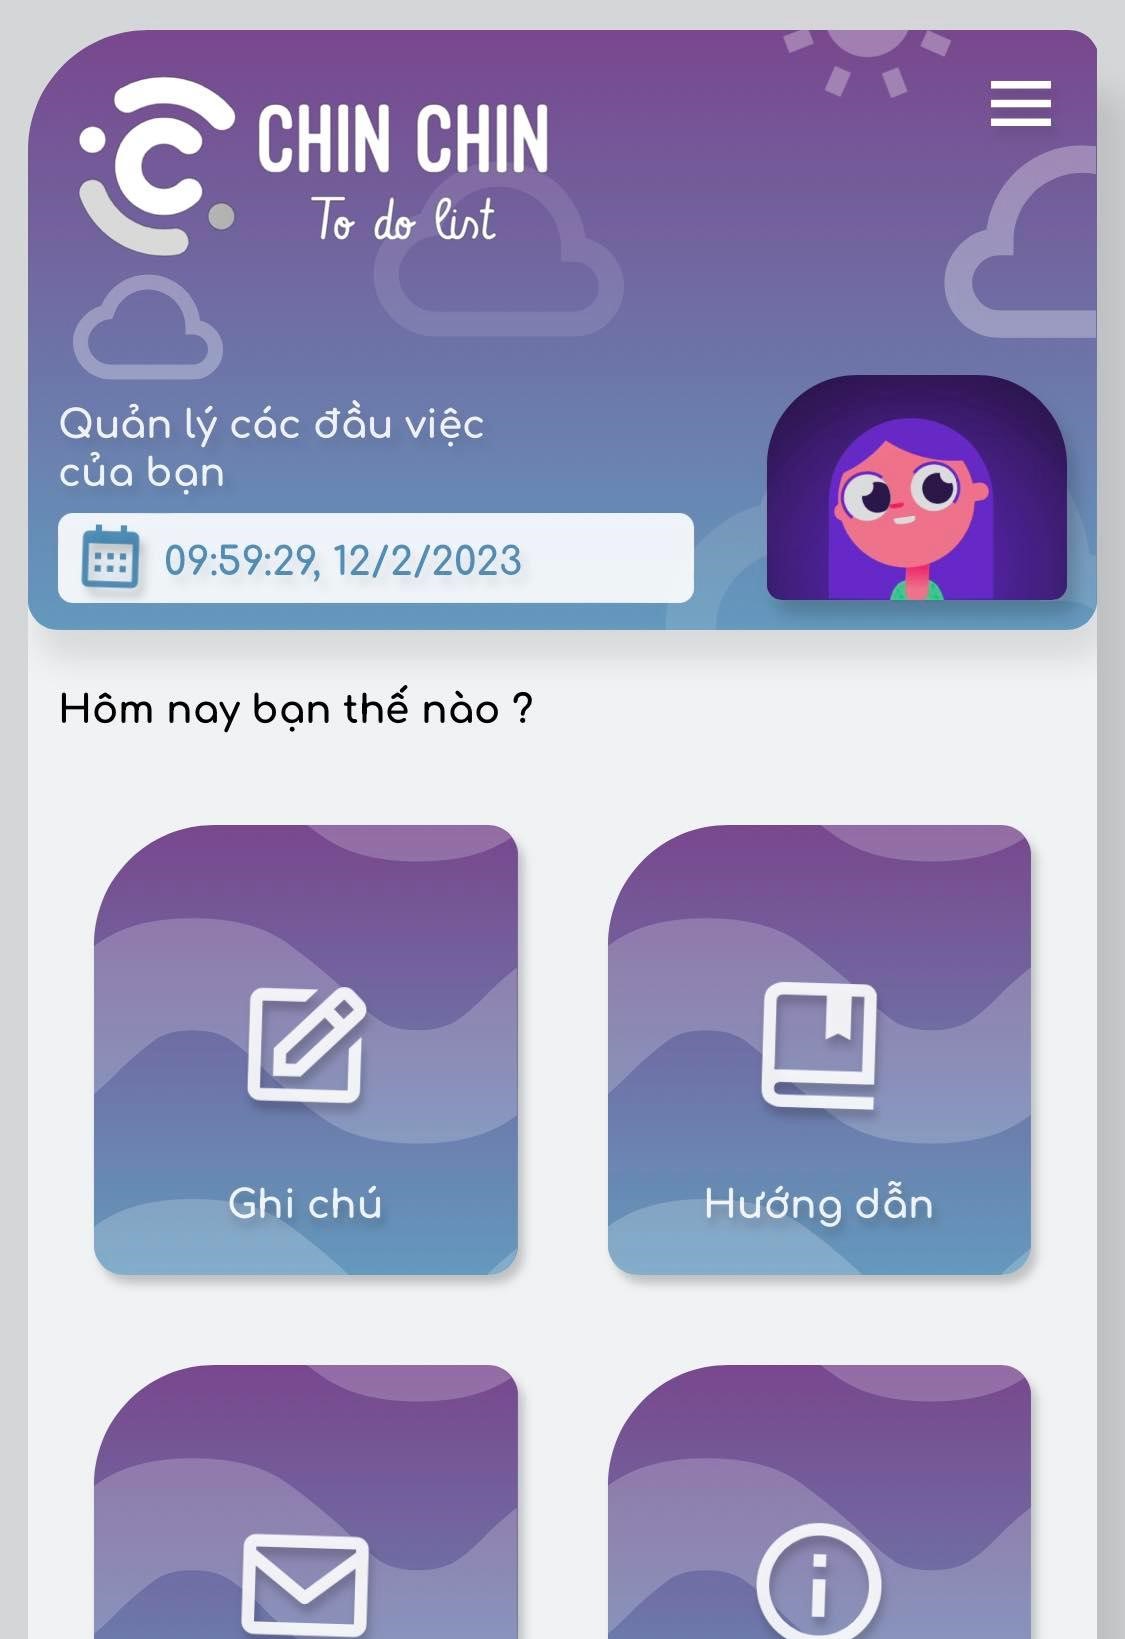 CHIN CHIN
To do list
Quản lý các đầu việc
của bạn
09:59:29, 12/2/2023
Hôm nay bạn thế nào ?
Ghi chú
Hướng dẫn